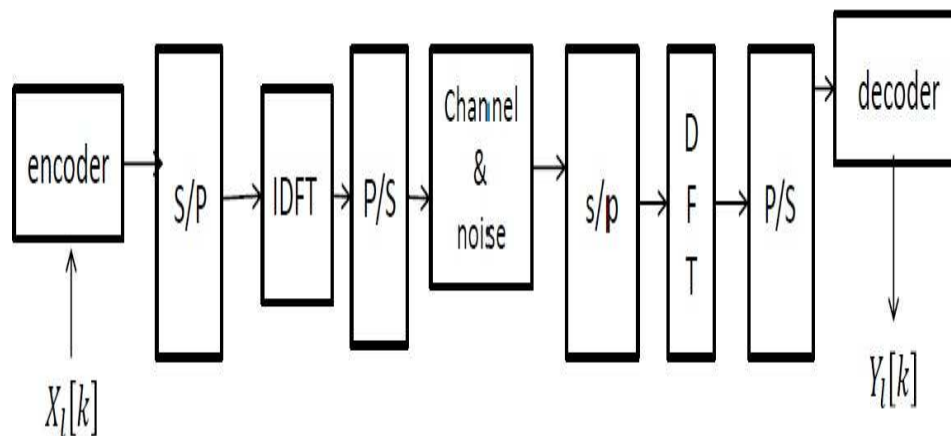 encoder
S/P
IDFT
P/S
Channel
&
noise
s/p
D
F
T
P/S
decoder
X_l[k]
Y_l[k]